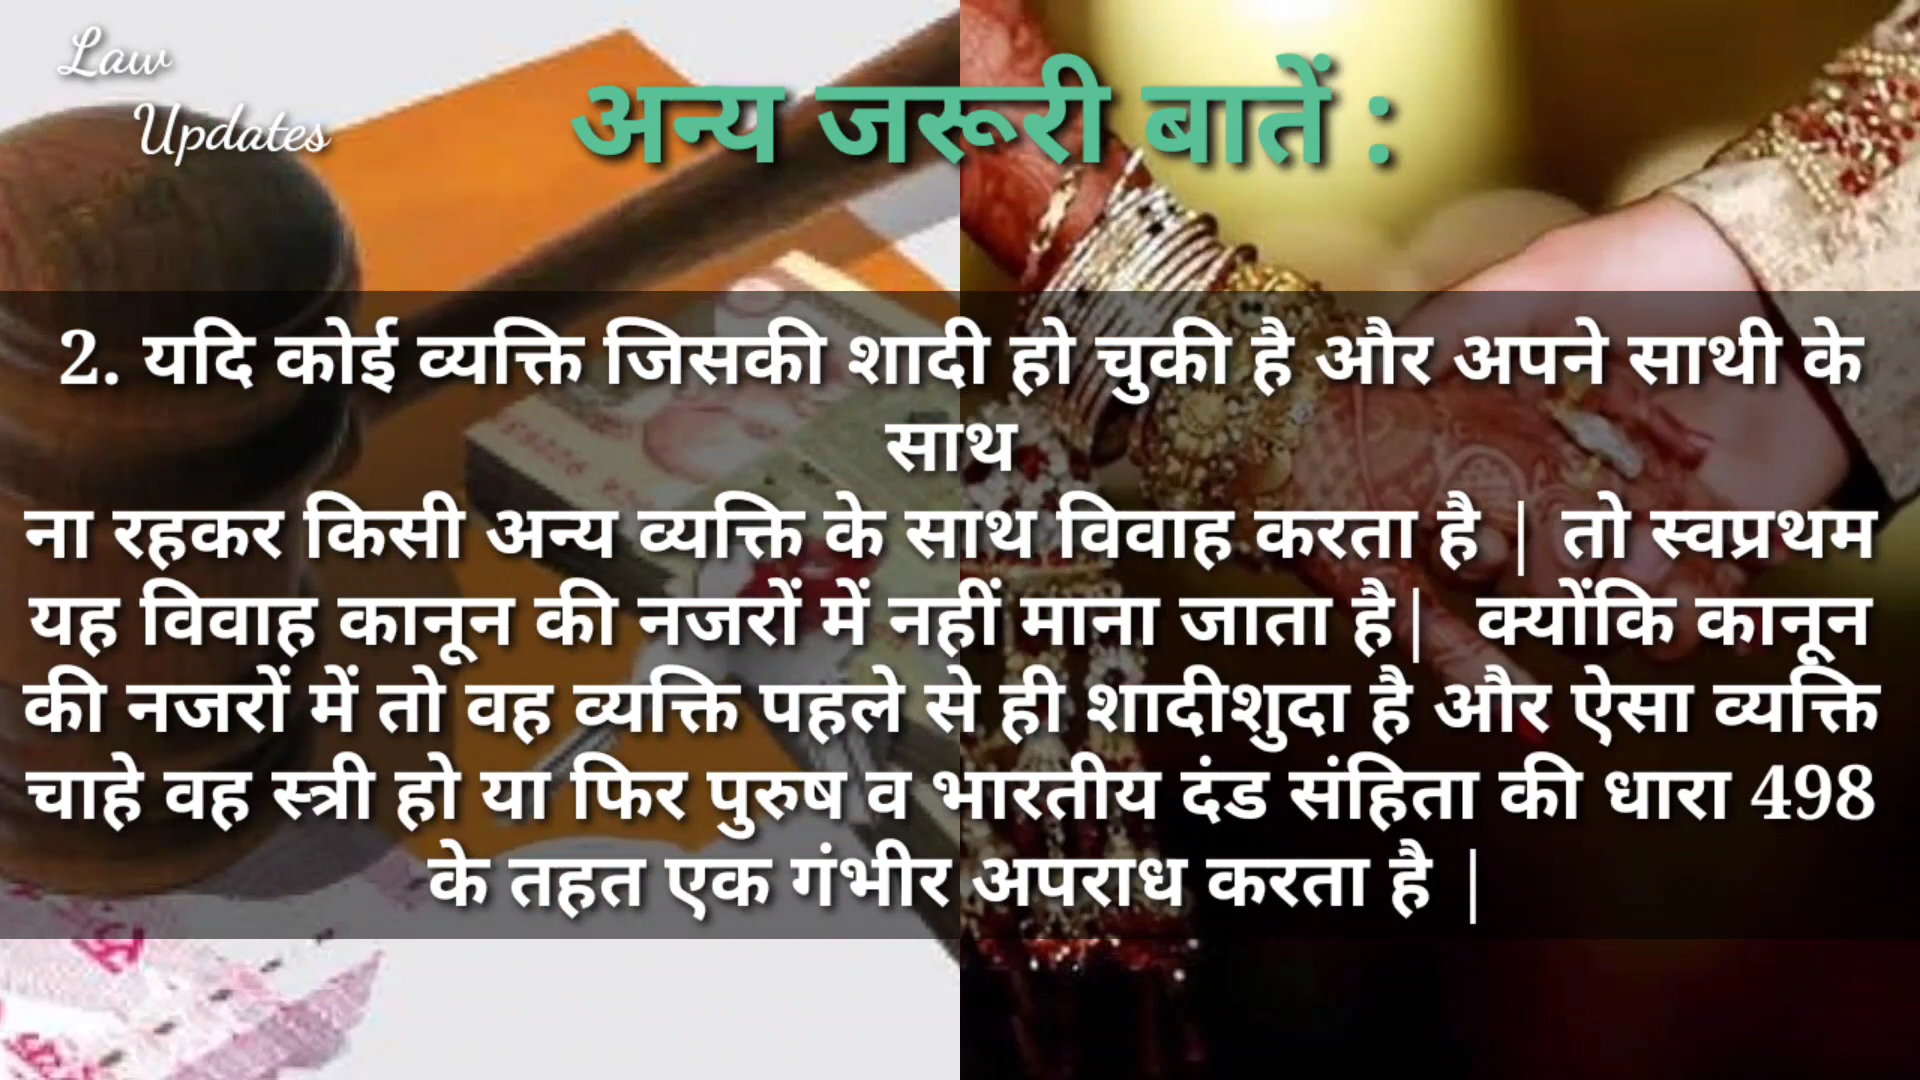 Law
Updates
अन्य जरूरी बातें :
2. यदि कोई व्यक्ति जिसकी शादी हो चुकी है और अपने साथी के
साथ
ना रहकर किसी अन्य व्यक्ति के साथ विवाह करता है | तो स्वप्रथम
यह विवाह कानून की नजरों में नहीं माना जाता है| क्योंकि कानून
की नजरों में तो वह व्यक्ति पहले से ही शादीशुदा है और ऐसा व्यक्ति
चाहे वह स्त्री हो या फिर पुरुष व भारतीय दंड संहिता की धारा 498
के तहत एक गंभीर अपराध करता है |